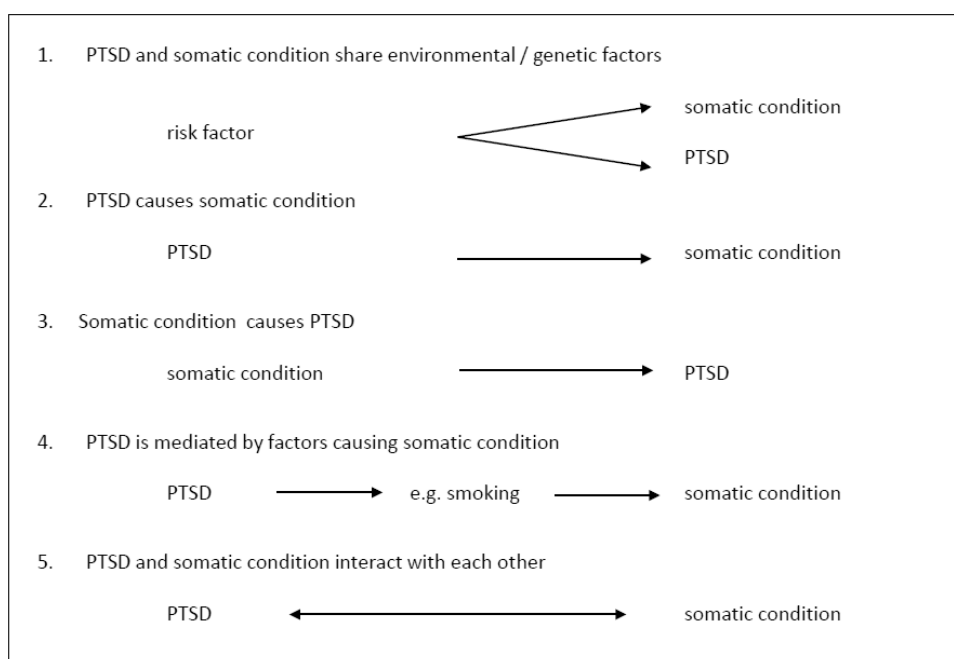 1. PTSD and somatic condition share environmental / genetic factors
somatic condition
risk factor
PTSD
2. PTSD causes somatic condition
PTSD somatic condition
3. Somatic condition causes PTSD
somatic condition PTSD
4. PTSD is mediated by factors causing somatic condition
PTSD e.g. smoking somatic condition
5. PTSD and somatic condition interact with each other
PTSD somatic condition